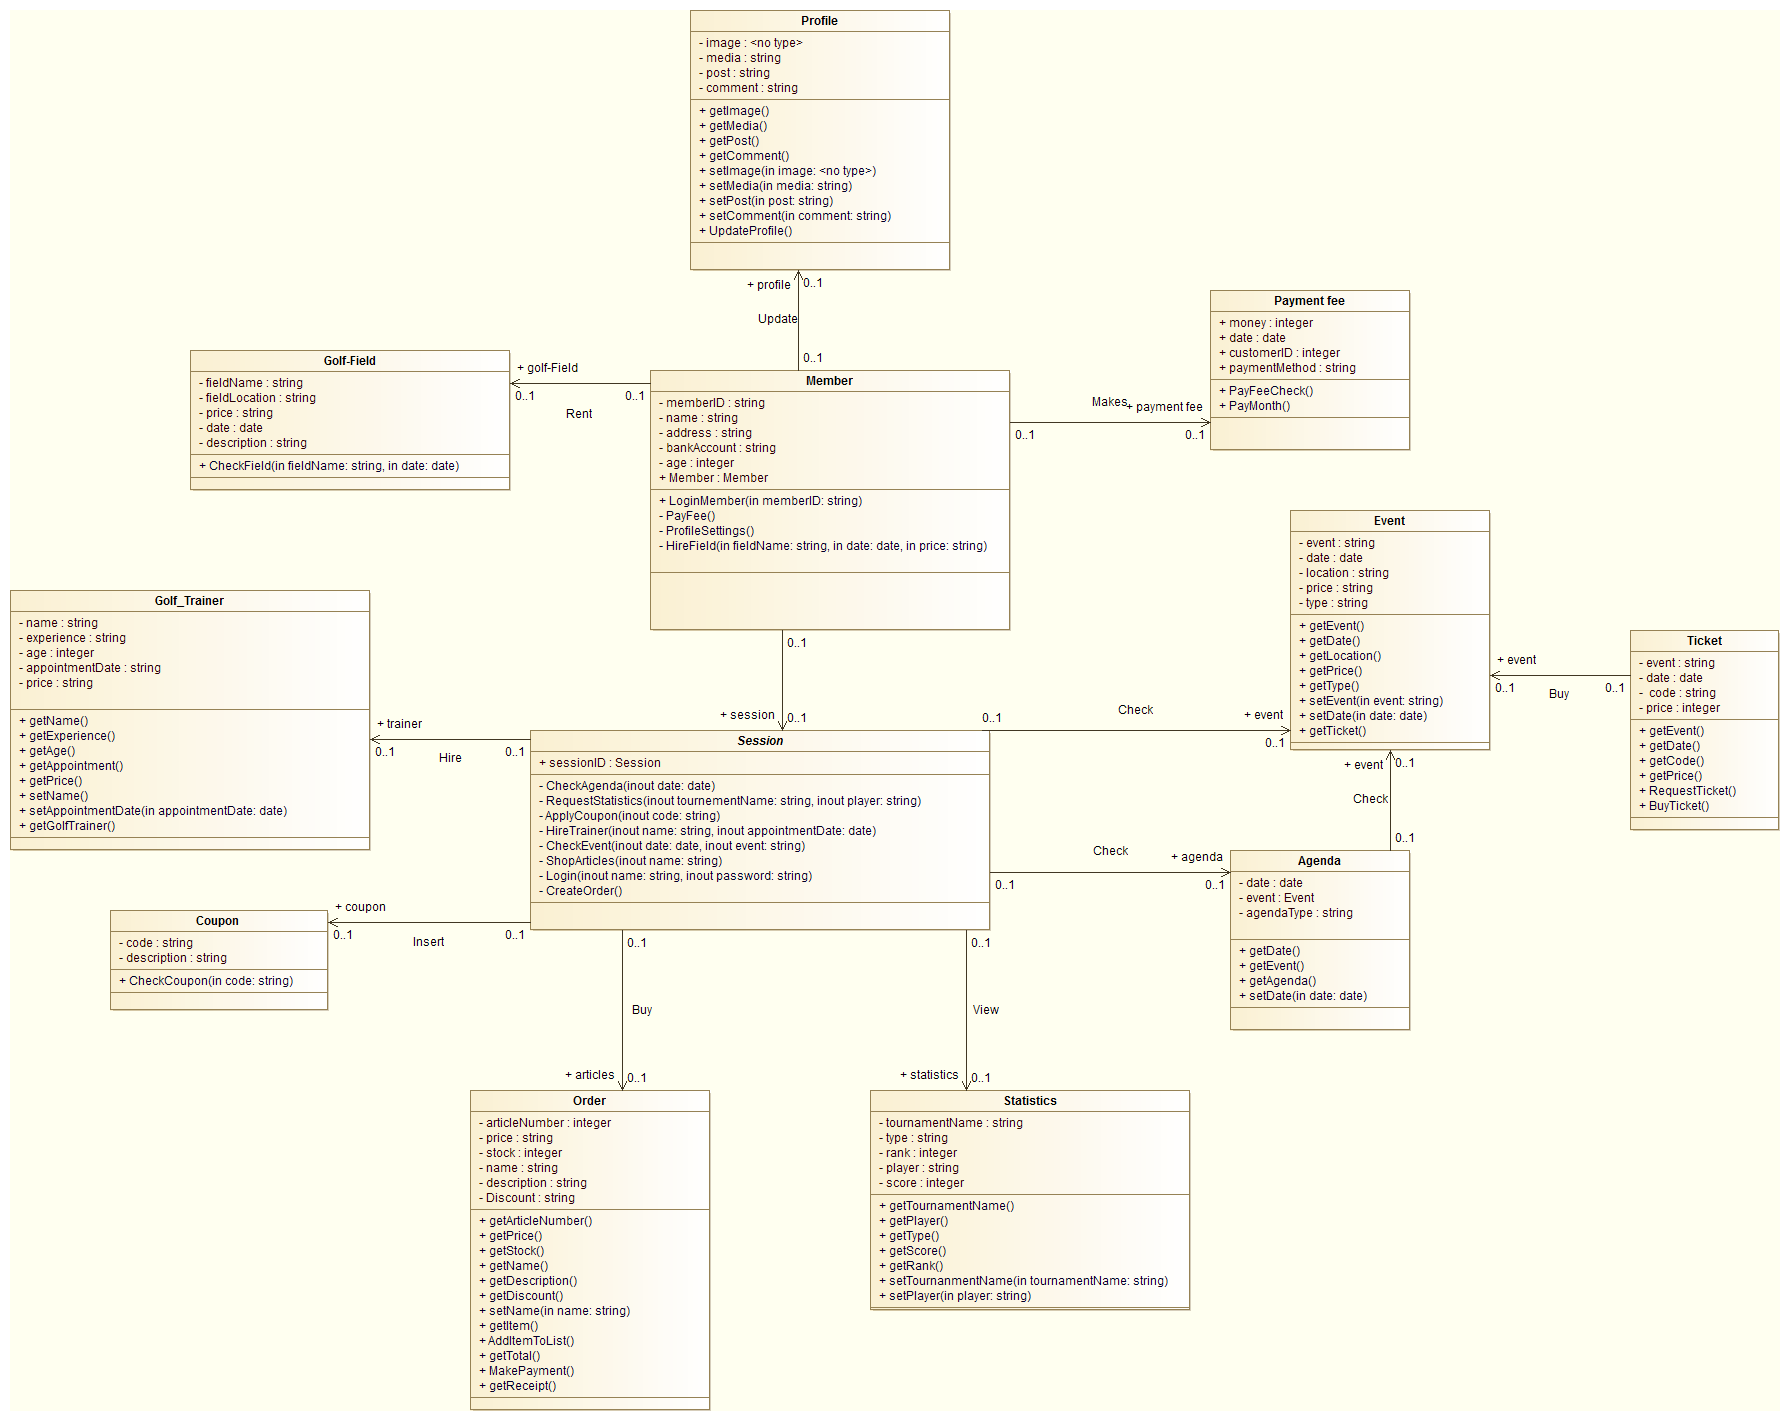 Profile
- image : <no type>
- media : string
- post : string
- comment : string
+ getImage()
+ getMedia()
+ getPost()
+ getComment()
+ setImage(in image: <no type>)
+ setMedia(in media: string)
+ setPost(in post: string)
+ setComment(in comment: string)
+ UpdateProfile()
+ profile
0..1
Update
0..1
Payment fee
+ money : integer
+ date : date
+ customerID : integer
+ paymentMethod : string
+ PayFeeCheck()
+ PayMonth()
Makes
+ payment fee
0..1
0..1
Golf-Field
- fieldName : string
- fieldLocation : string
- price : string
- date : date
- description : string
+ CheckField(in fieldName: string, in date: date)
+ golf-Field
0..1
0..1
Rent
Member
- memberID : string
- name : string
- address : string
- bankAccount : string
- age : integer
+ Member : Member
+ LoginMember(in memberID: string)
- PayFee()
- ProfileSettings()
- HireField(in fieldName: string, in date: date, in price: string)
0..1
+ session
0..1
Event
- event : string
- date : date
- location : string
- price : string
- type : string
+ getEvent()
+ getDate()
+ getLocation()
+ getPrice()
+ getType()
+ setEvent(in event: string)
+ setDate(in date: date)
+ getTicket()
+ event
0..1
0..1
Buy
Ticket
- event : string
- date : date
- code : string
- price : integer
+ getEvent()
+ getDate()
+ getCode()
+ getPrice()
+ RequestTicket()
+ BuyTicket()
Golf_Trainer
- name : string
- experience : string
- age : integer
- appointmentDate : string
- price : string
+ getName()
+ getExperience()
+ getAge()
+ getAppointment()
+ getPrice()
+ setName()
+ setAppointmentDate(in appointmentDate: date)
+ getGolfTrainer()
+ trainer
0..1
0..1
Hire
Session
+ sessionID : Session
- CheckAgenda(inout date: date)
- RequestStatistics(inout tournementName: string, inout player: string)
- ApplyCoupon(inout code: string)
- HireTrainer(inout name: string, inout appointmentDate: date)
- CheckEvent(inout date: date, inout event: string)
- ShopArticles(inout name: string)
- Login(inout name: string, inout password: string)
- CreateOrder()
0..1
Check
+ event
0..1
+ event
0..1
Check
0..1
Check
+ agenda
0..1
0..1
Agenda
- date : date
- event : Event
- agendaType : string
+ getDate()
+ getEvent()
+ getAgenda()
+ setDate(in date: date)
Coupon
- code : string
- description : string
+ CheckCoupon(in code: string)
+ coupon
0..1
0..1
Insert
0..1
Buy
+ articles
0..1
0..1
View
+ statistics
0..1
Order
- articleNumber : integer
- price : string
- stock : integer
- name : string
- description : string
- Discount : string
+ getArticleNumber()
+ getPrice()
+ getStock()
+ getName()
+ getDescription()
+ getDiscount()
+ setName(in name: string)
+ getItem()
+ AddItemToList()
+ getTotal()
+ MakePayment()
+ getReceipt()
Statistics
- tournamentName : string
- type : string
- rank : integer
- player : string
- score : integer
+ getTournamentName()
+ getPlayer()
+ getType()
+ getScore()
+ getRank()
+ setTournanmentName(in tournamentName: string)
+ setPlayer(in player: string)